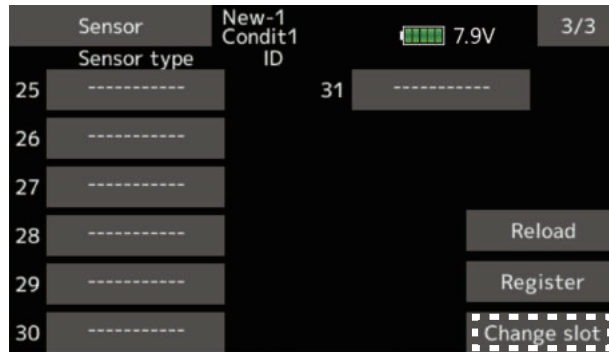 Sensor New-1 7.9V 3/3
Condit1
Sensor type ID
25 ----------- 31 -----------
26 -----------
27 -----------
28 ----------- Reload
29 ----------- Register
30 ----------- Change slot